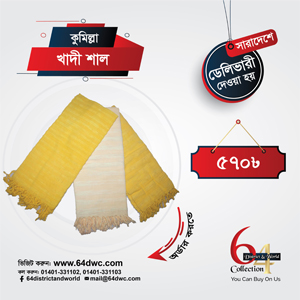 কুমিল্লা
খাদী শাল
সারাদেশে
ডেলিভারী
দেওয়া হয়
৫৭০৳
অর্ডার করতে
ভিজিট করুন: www.64dwc.com
কল করুন: 01401-331102, 01401-331103
64districtandworld mail@64dwc.com
64
District & World
Collection
You Can Buy On Us